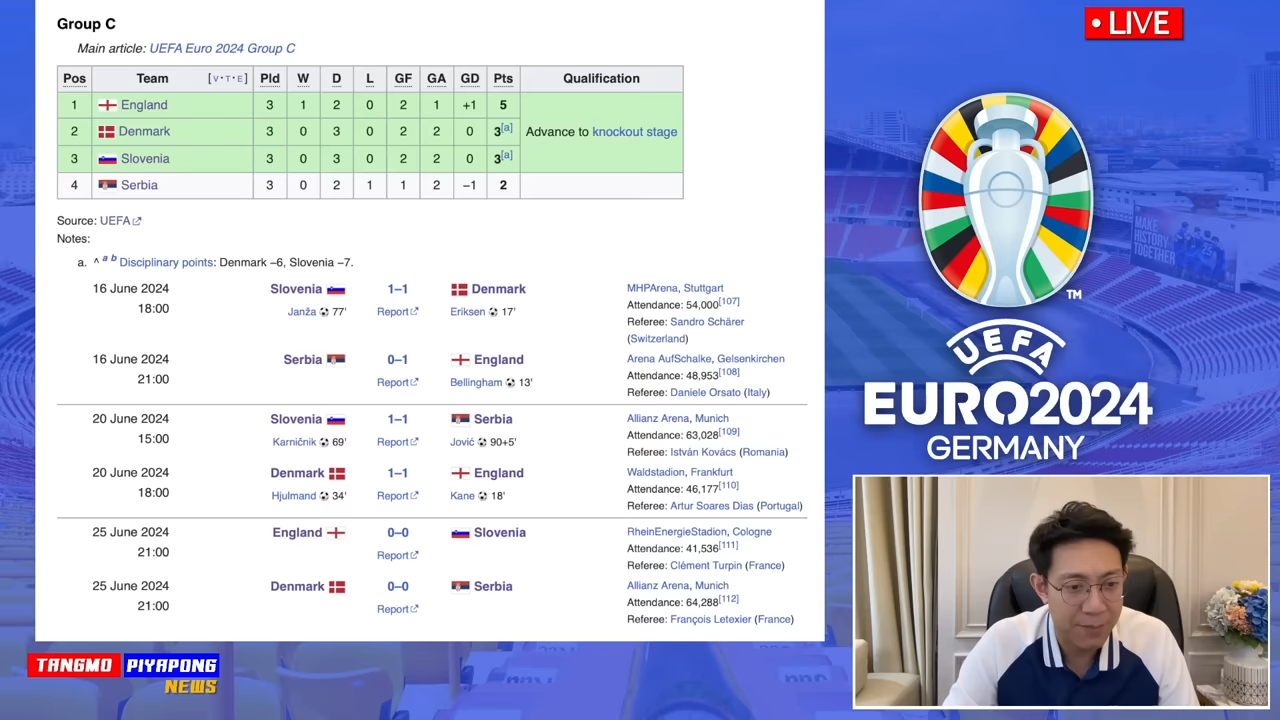 Group C
Main article: UEFA Euro 2024 Group C
Pos Team [V·T·E] Pld W D L GF GA GD Pts Qualification
1 England 3 1 2 0 2 1 +1 5
2 Denmark 3 0 3 0 2 2 0 3[a] Advance to knockout stage
3 Slovenia 3 0 3 0 2 2 0 3[a]
4 Serbia 3 0 2 1 1 2 −1 2
Source: UEFA
Notes:
a. ^ a b Disciplinary points: Denmark −6, Slovenia −7.
16 June 2024 Slovenia 1–1 Denmark MHPArena, Stuttgart
18:00 Janža 77' Report Eriksen 17' Attendance: 54,000[107]
Referee: Sandro Schärer
(Switzerland)
16 June 2024 Serbia 0–1 England Arena AufSchalke, Gelsenkirchen
21:00 Report Bellingham 13' Attendance: 48,953[108]
Referee: Daniele Orsato (Italy)
20 June 2024 Slovenia 1–1 Serbia Allianz Arena, Munich
15:00 Karničnik 69' Report Jović 90+5' Attendance: 63,028[109]
Referee: István Kovács (Romania)
20 June 2024 Denmark 1–1 England Waldstadion, Frankfurt
18:00 Hjulmand 34' Report Kane 18' Attendance: 46,177[110]
Referee: Artur Soares Dias (Portugal)
25 June 2024 England 0–0 Slovenia RheinEnergieStadion, Cologne
21:00 Report Attendance: 41,536[111]
Referee: Clément Turpin (France)
25 June 2024 Denmark 0–0 Serbia Allianz Arena, Munich
21:00 Report Attendance: 64,288[112]
Referee: François Letexier (France)
• LIVE
MAKE
HISTORY
TOGETHER
TM
UEFA
EURO2024
GERMANY
TANGMO PIYAPONG
NEWS